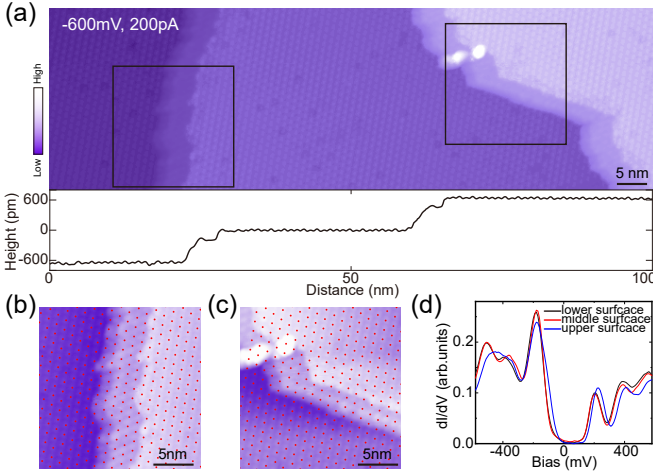 (a)
-600mV, 200pA
High
Low
5 nm
Height (pm)
600
0
-600
0
50
100
Distance (nm)
(b)
5nm
(c)
5nm
(d)
dI/dV (arb.units)
0.2
0.1
0.0
lower surfcace
middle surfcace
upper surfcace
-400
0
400
Bias (mV)